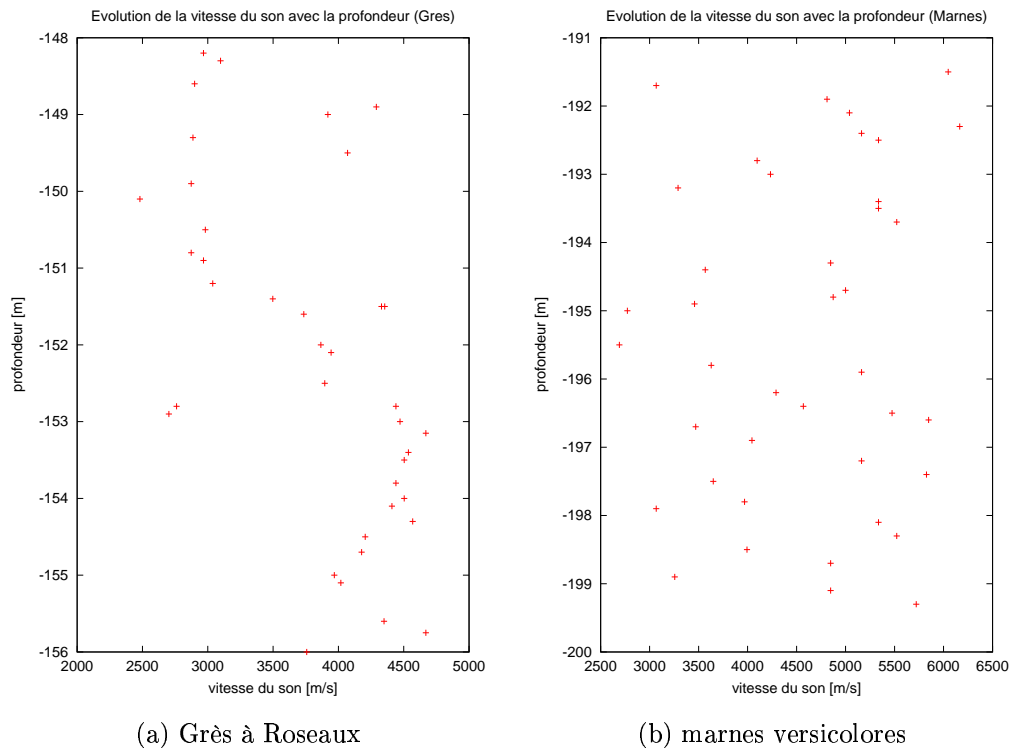 Evolution de la vitesse du son avec la profondeur (Gres)
-148
-149
-150
-151
-152
-153
-154
-155
-156
profondeur [m]
2000 2500 3000 3500 4000 4500 5000
vitesse du son [m/s]
(a) Grès à Roseaux
Evolution de la vitesse du son avec la profondeur (Marnes)
-191
-192
-193
-194
-195
-196
-197
-198
-199
-200
profondeur [m]
2500 3000 3500 4000 4500 5000 5500 6000 6500
vitesse du son [m/s]
(b) marnes versicolores